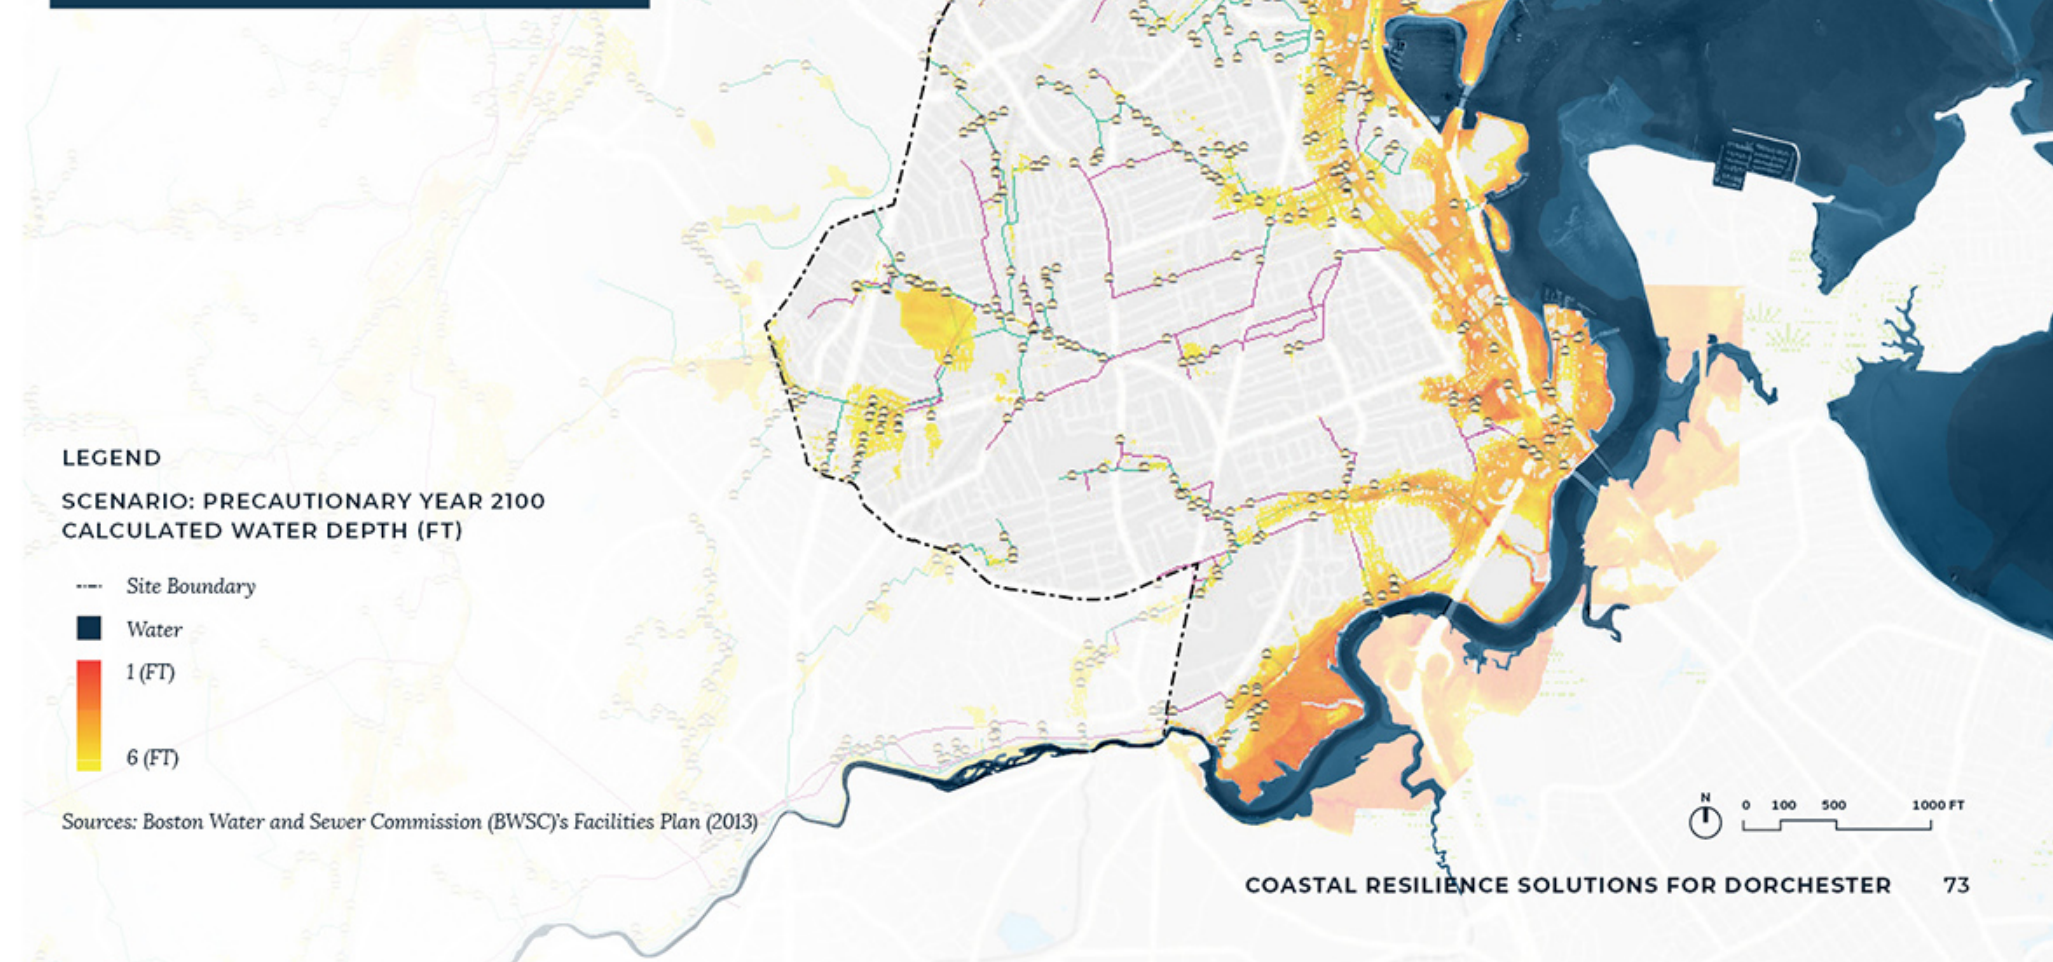 LEGEND
SCENARIO: PRECAUTIONARY YEAR 2100
CALCULATED WATER DEPTH (FT)
Site Boundary
Water
1 (FT)
6 (FT)
Sources: Boston Water and Sewer Commission (BWSC)'s Facilities Plan (2013)
N
0 100 500 1000 FT
COASTAL RESILIENCE SOLUTIONS FOR DORCHESTER 73